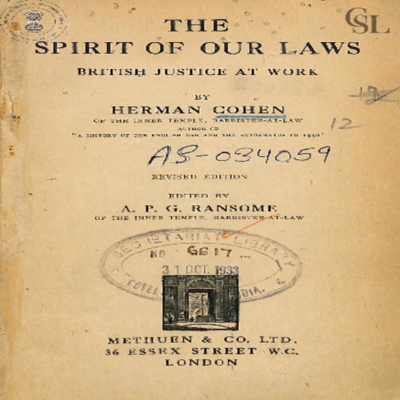 CSL
THE
SPIRIT OF OUR LAWS
BRITISH JUSTICE AT WORK
BY
HERMAN COHEN
OF THE INNER TEMPLE, BARRISTER-AT-LAW
AUTHOR OF
"A HISTORY OF THE ENGLISH BAR AND THE ATTORNATUS TO 1450"
12
AS-034059
REVISED EDITION
EDITED BY
A. P. G. RANSOME
OF THE INNER TEMPLE, BARRISTER-AT-LAW
SECRETARIAT LIBRARY
NO 6617
31 OCT. 1933
METHUEN & CO. LTD.
36 ESSEX STREET W.C.
LONDON